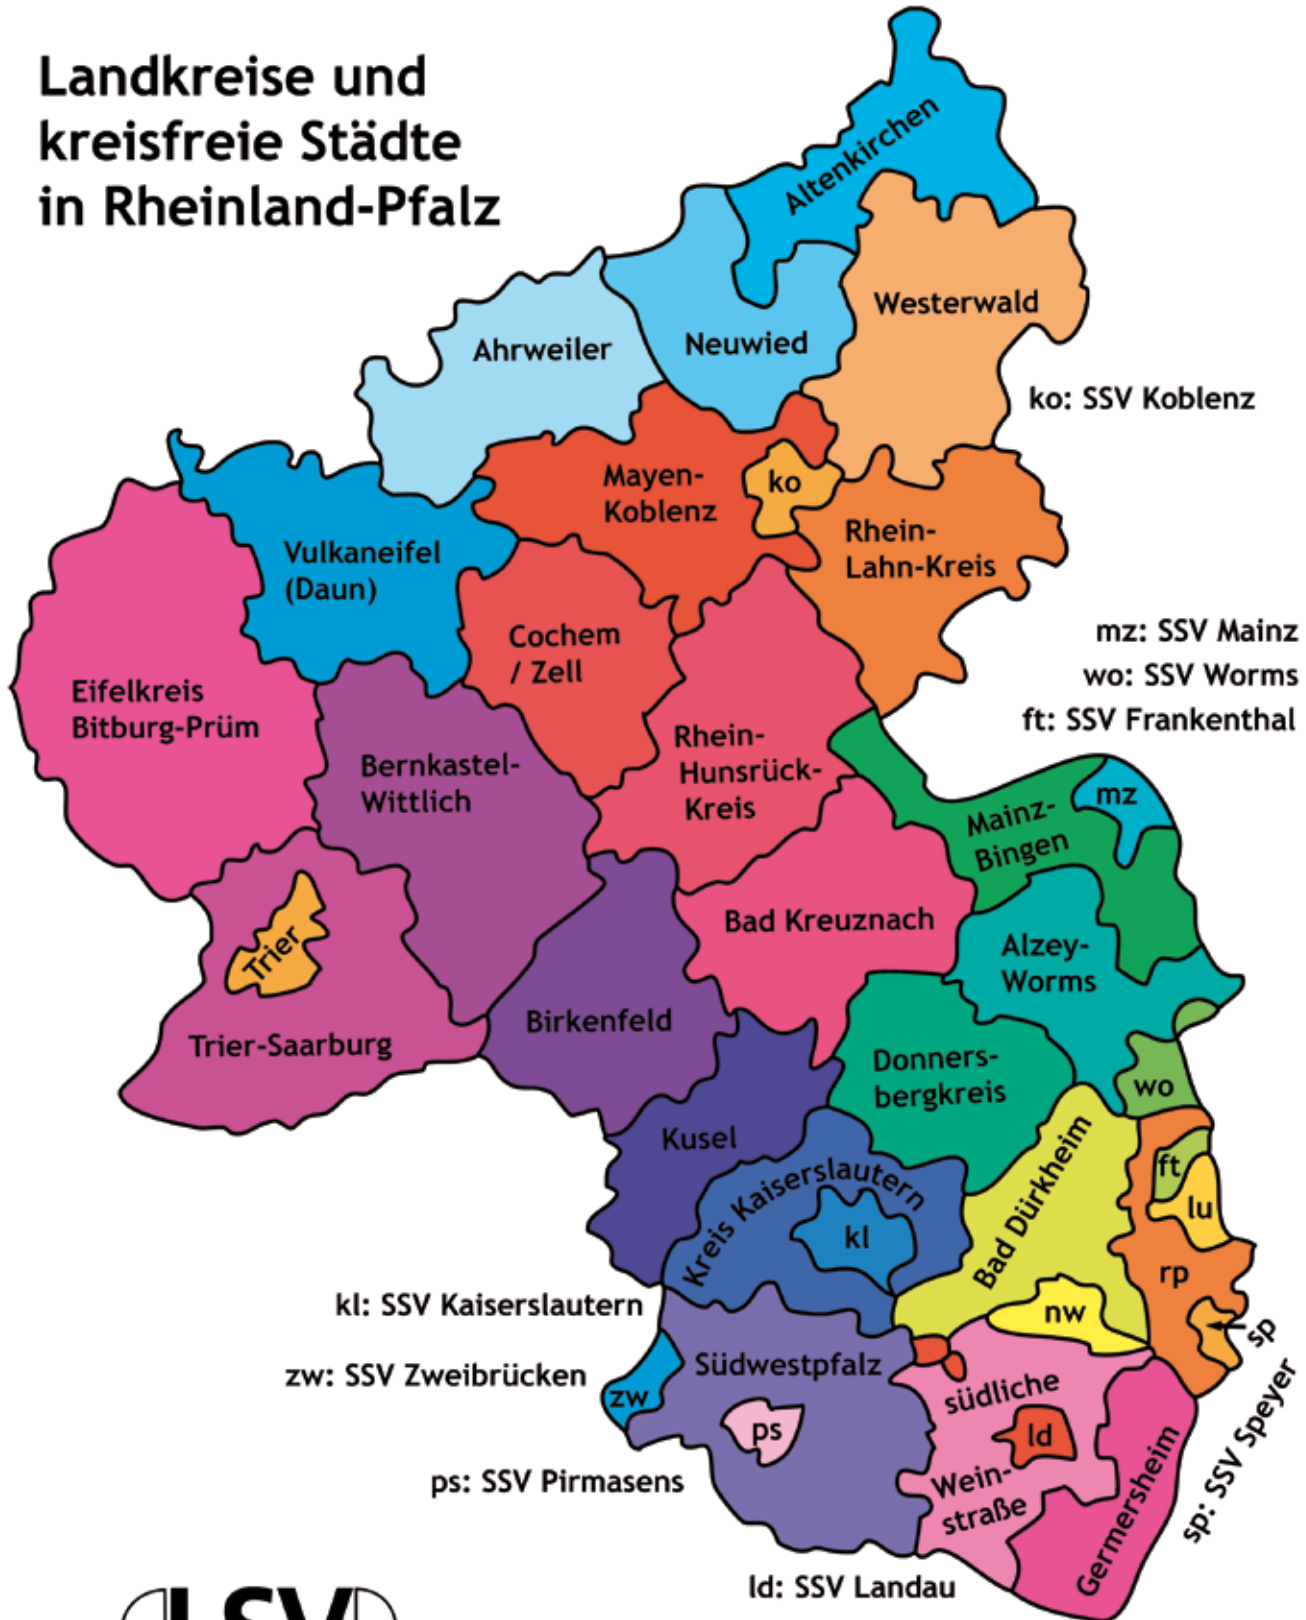 Landkreise und
kreisfreie Städte
in Rheinland-Pfalz
Altenkirchen
Westerwald
Neuwied
Ahrweiler
ko: SSV Koblenz
Mayen-
Koblenz
ko
Rhein-
Lahn-Kreis
Vulkaneifel
(Daun)
Cochem
/ Zell
mz: SSV Mainz
wo: SSV Worms
ft: SSV Frankenthal
Eifelkreis
Bitburg-Prüm
Bernkastel-
Wittlich
Rhein-
Hunsrück-
Kreis
mz
Mainz-
Bingen
Bad Kreuznach
Alzey-
Worms
Trier
Trier-Saarburg
Birkenfeld
Donners-
bergkreis
wo
Kusel
Kreis Kaiserslautern
kl
Bad Dürkheim
ft
lu
rp
sp
sp: SSV Speyer
nw
kl: SSV Kaiserslautern
zw: SSV Zweibrücken
zw
Südwestpfalz
ps
ps: SSV Pirmasens
südliche
Wein-
straße
ld
Germersheim
ld: SSV Landau
LSV